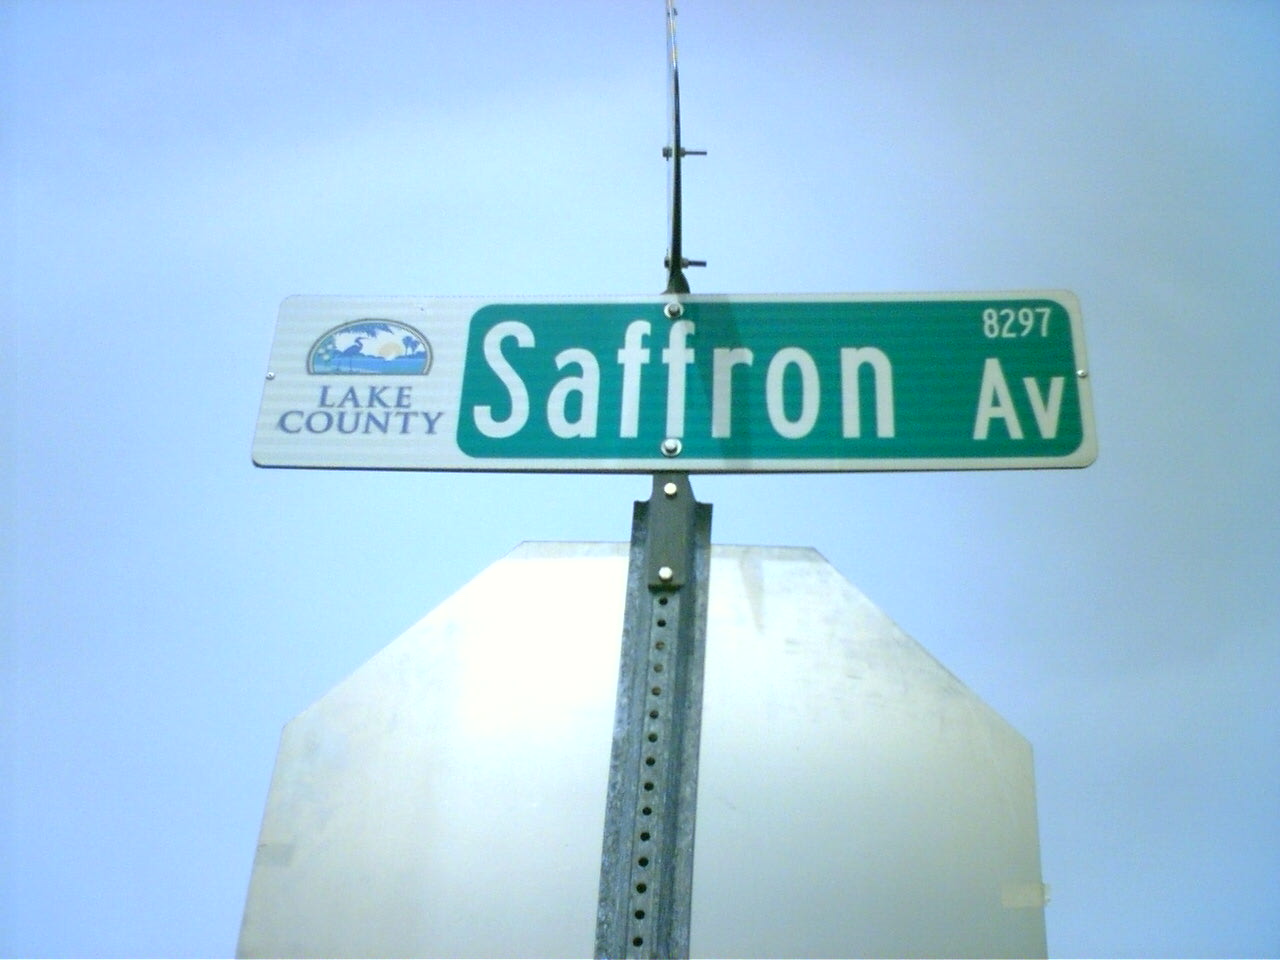 LAKE
COUNTY
Saffron Av
8297